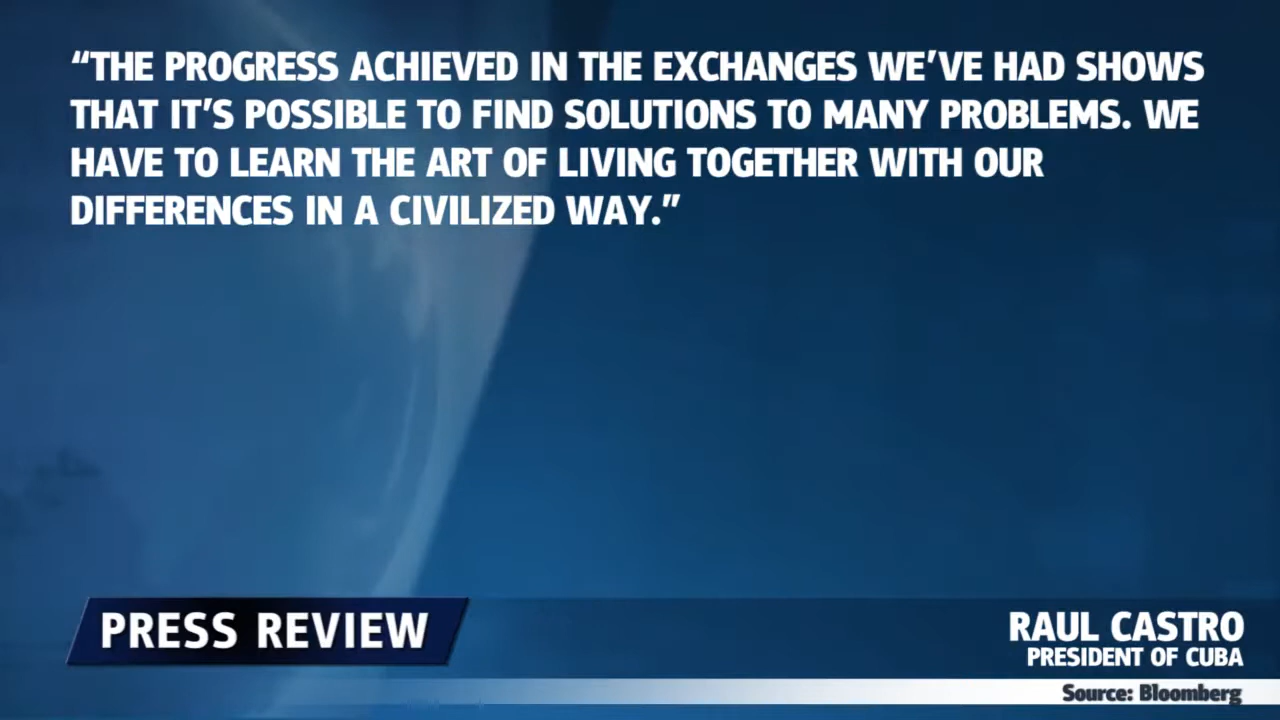 “THE PROGRESS ACHIEVED IN THE EXCHANGES WE’VE HAD SHOWS
THAT IT’S POSSIBLE TO FIND SOLUTIONS TO MANY PROBLEMS. WE
HAVE TO LEARN THE ART OF LIVING TOGETHER WITH OUR
DIFFERENCES IN A CIVILIZED WAY.”
PRESS REVIEW
RAUL CASTRO
PRESIDENT OF CUBA
Source: Bloomberg